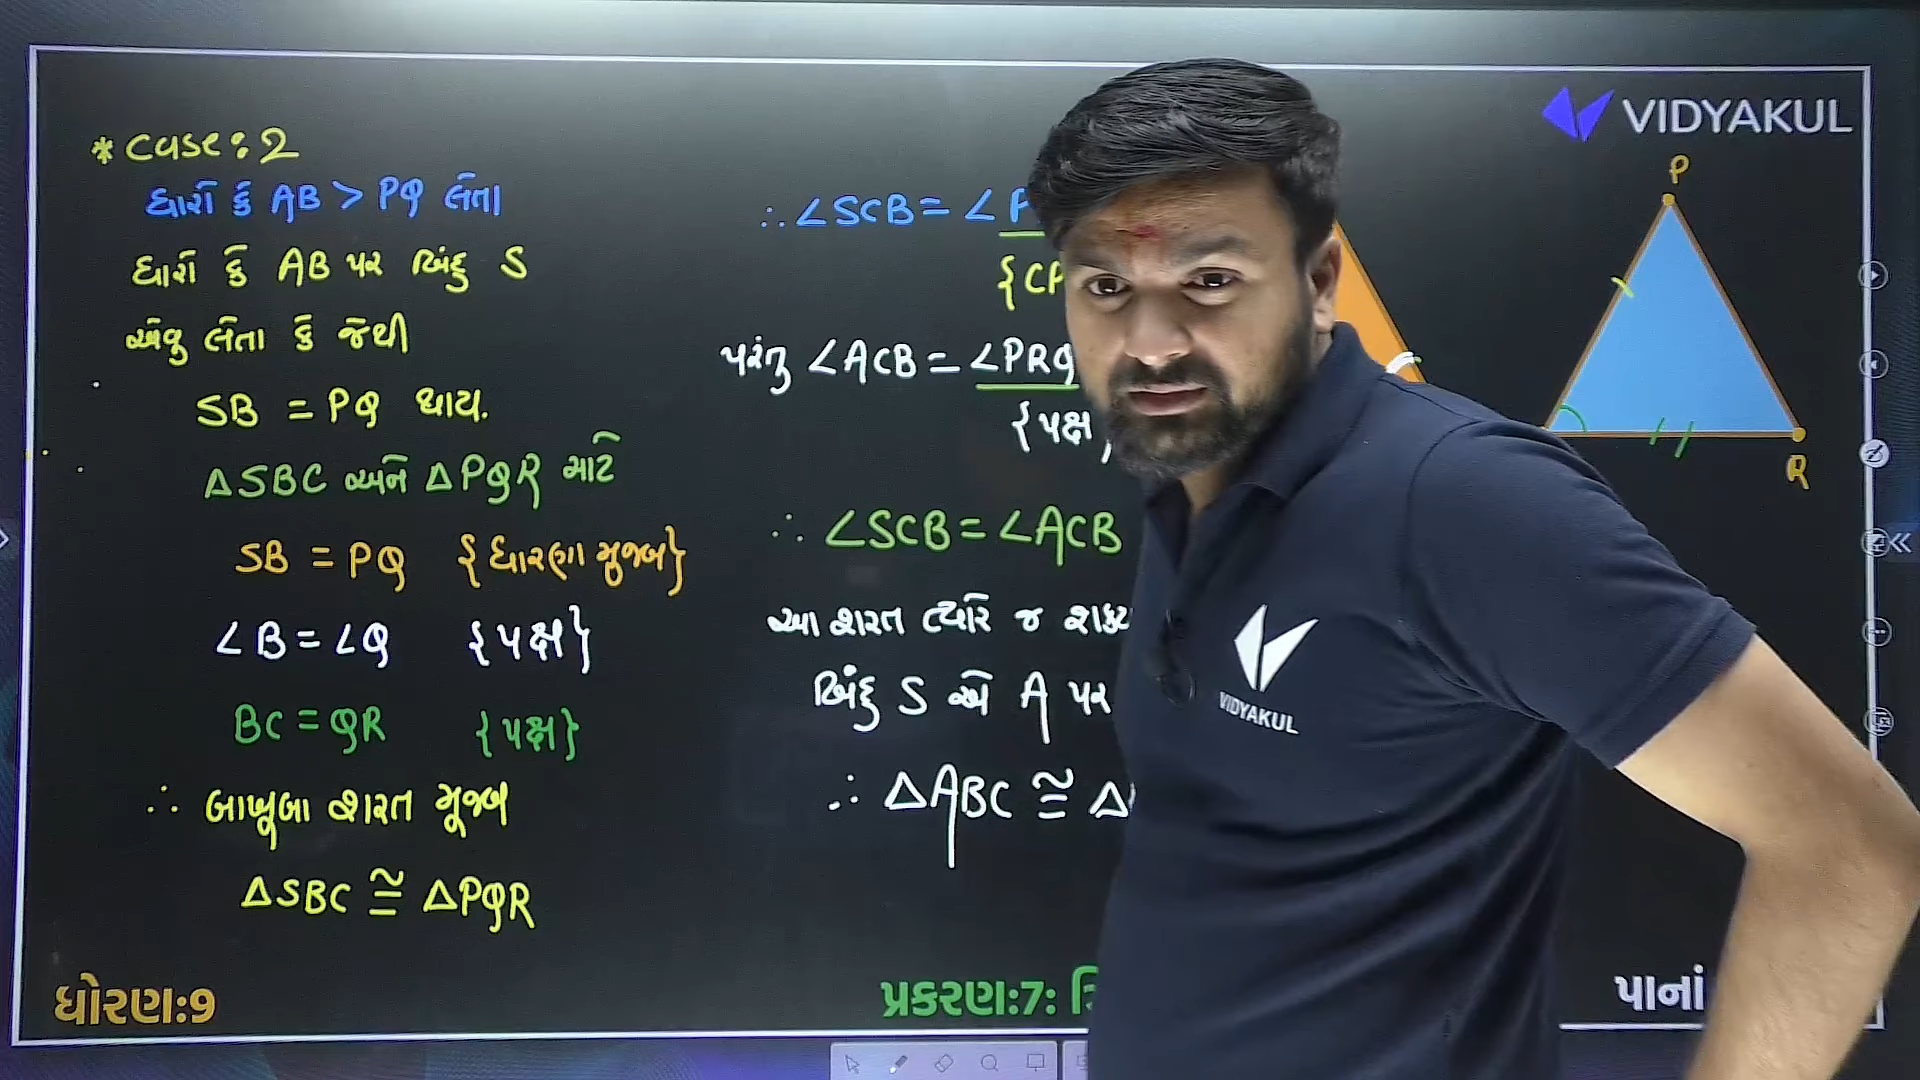 * Case:2
ધારો કે AB > PQ લેતા
ધારો કે AB પર બિંદુ S
એવુ લેતા કે જેથી
SB = PQ થાય.
ΔSBC અને ΔPQR માટે
SB = PQ {ધારણા મુજબ}
∠B = ∠Q {પક્ષ}
BC = QR {પક્ષ}
∴ બાખૂબા શરત મૂજબ
ΔSBC ≅ ΔPQR
∴ ∠SCB = ∠P
{CP
પરંતુ ∠ACB = ∠PRQ
{પક્ષ}
∴ ∠SCB = ∠ACB
આ શરત ત્યારે જ
બિંદુ S એ A પર
∴ ΔABC ≅ Δ
VIDYAKUL
P
R
VIDYAKUL
ધોરણ:9
પ્રકરણ:7:
પાનાં